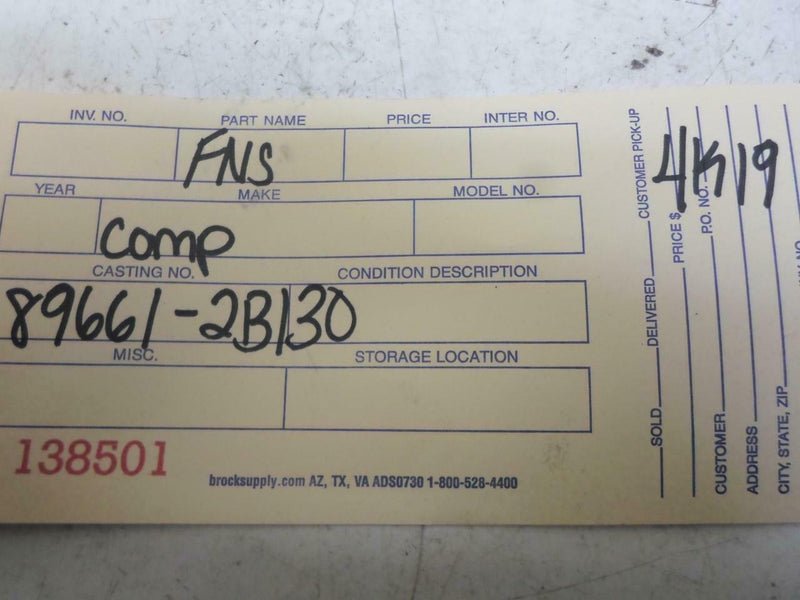 INV. NO. PART NAME PRICE INTER NO.
FNS
YEAR MAKE MODEL NO.
Comp
CASTING NO. CONDITION DESCRIPTION
89661-2B130
MISC. STORAGE LOCATION
138501
brocksupply.com AZ, TX, VA ADS0730 1-800-528-4400
SOLD DELIVERED CUSTOMER PICK-UP
PRICE $
CUSTOMER P.O. NO.
ADDRESS
CITY, STATE, ZIP